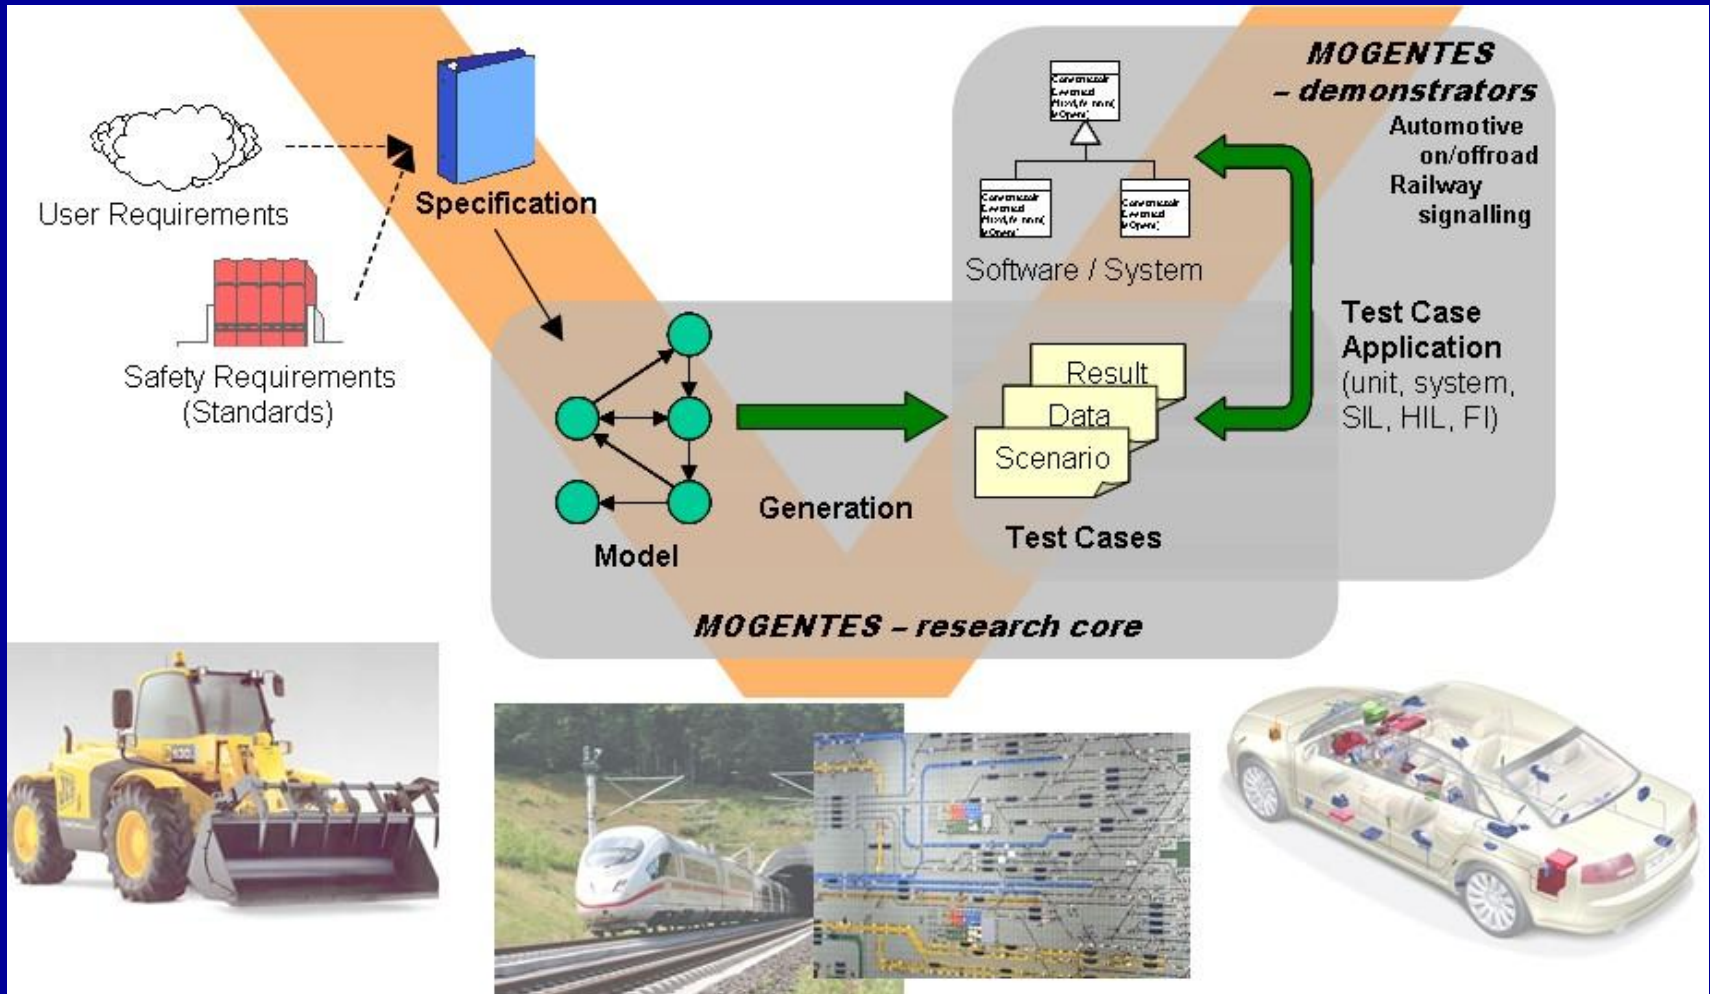 MOGENTES
– demonstrators
Automotive
on/offroad
Railway
signalling
User Requirements
Specification
Software / System
Safety Requirements
(Standards)
Test Case
Application
(unit, system,
SIL, HIL, FI)
Result
Data
Scenario
Generation
Test Cases
Model
MOGENTES – research core
JCB